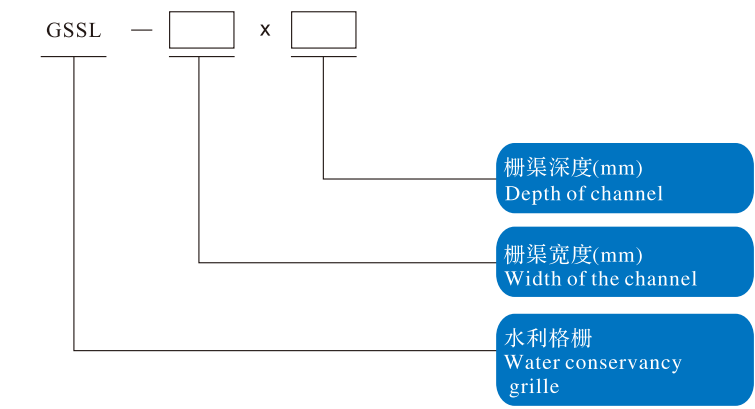 GSSL — x
栅渠深度(mm)
Depth of channel
栅渠宽度(mm)
Width of the channel
水利格栅
Water conservancy
grille